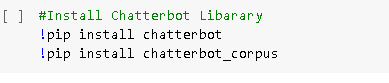 [ ] #Install Chatterbot Libarary
!pip install chatterbot
!pip install chatterbot_corpus